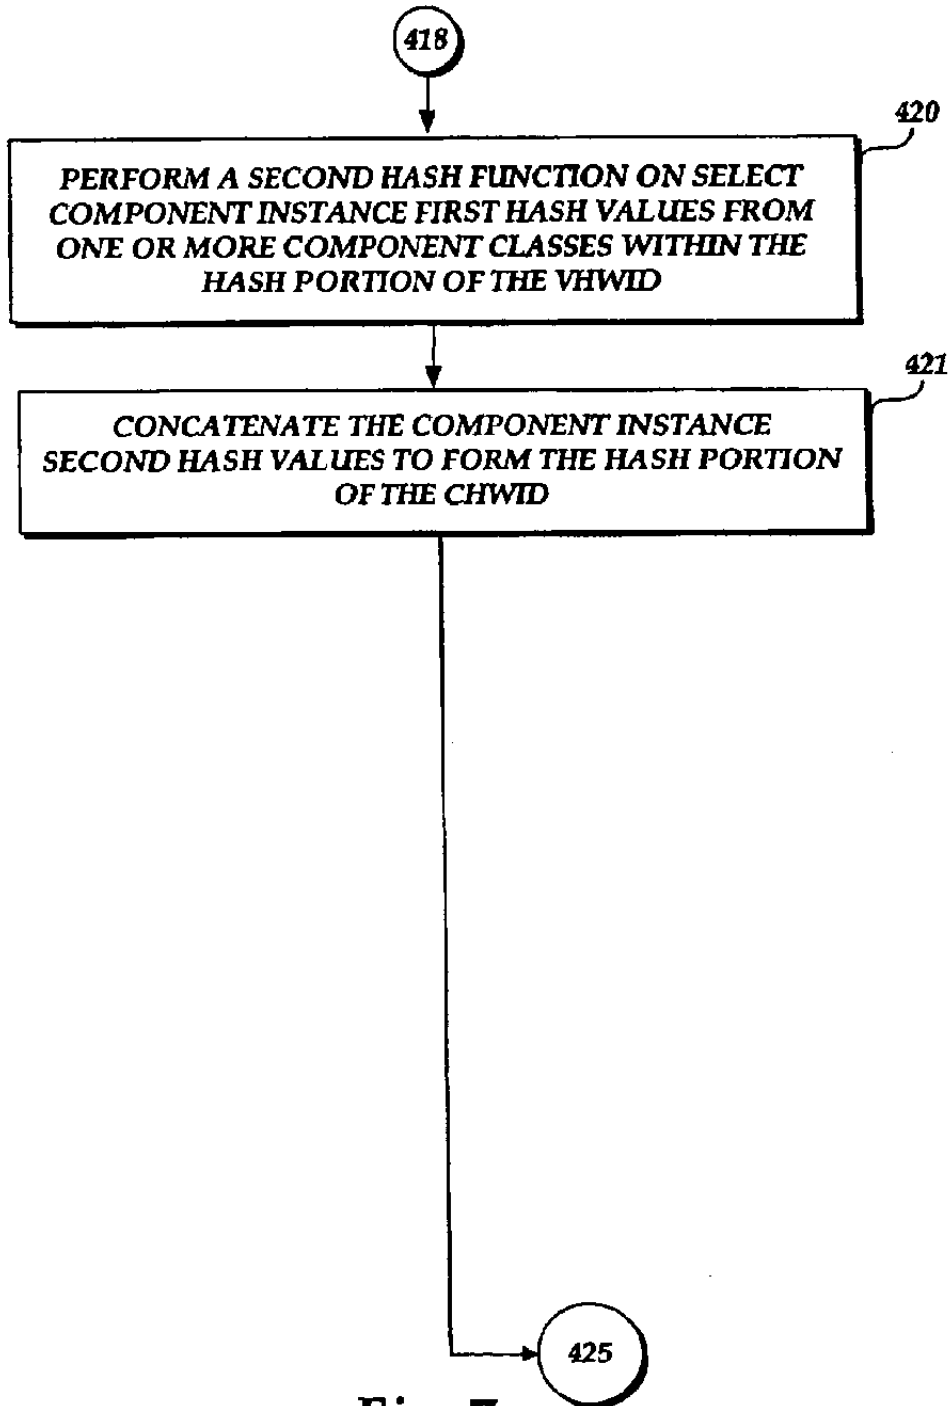 418
420
PERFORM A SECOND HASH FUNCTION ON SELECT
COMPONENT INSTANCE FIRST HASH VALUES FROM
ONE OR MORE COMPONENT CLASSES WITHIN THE
HASH PORTION OF THE VHWID
421
CONCATENATE THE COMPONENT INSTANCE
SECOND HASH VALUES TO FORM THE HASH PORTION
OF THE CHWID
425
Fig